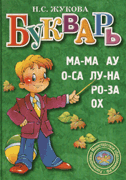 Н.С. ЖУКОВА
БУКВАРЬ
МА-МА АУ
О-СА ЛУ-НА
РО-ЗА
ОХ